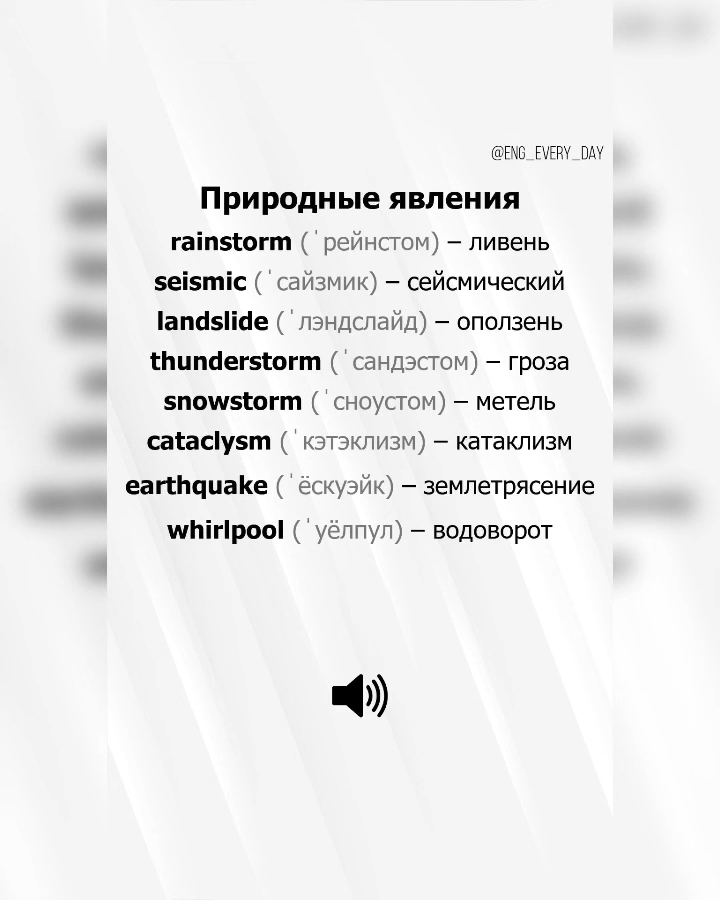 @ENG_EVERY_DAY
Природные явления
rainstorm (ˈрейнстом) – ливень
seismic (ˈсайзмик) – сейсмический
landslide (ˈлэндслайд) – оползень
thunderstorm (ˈсандэстом) – гроза
snowstorm (ˈсноустом) – метель
cataclysm (ˈкэтэклизм) – катаклизм
earthquake (ˈёскуэйк) – землетрясение
whirlpool (ˈуёлпул) – водоворот